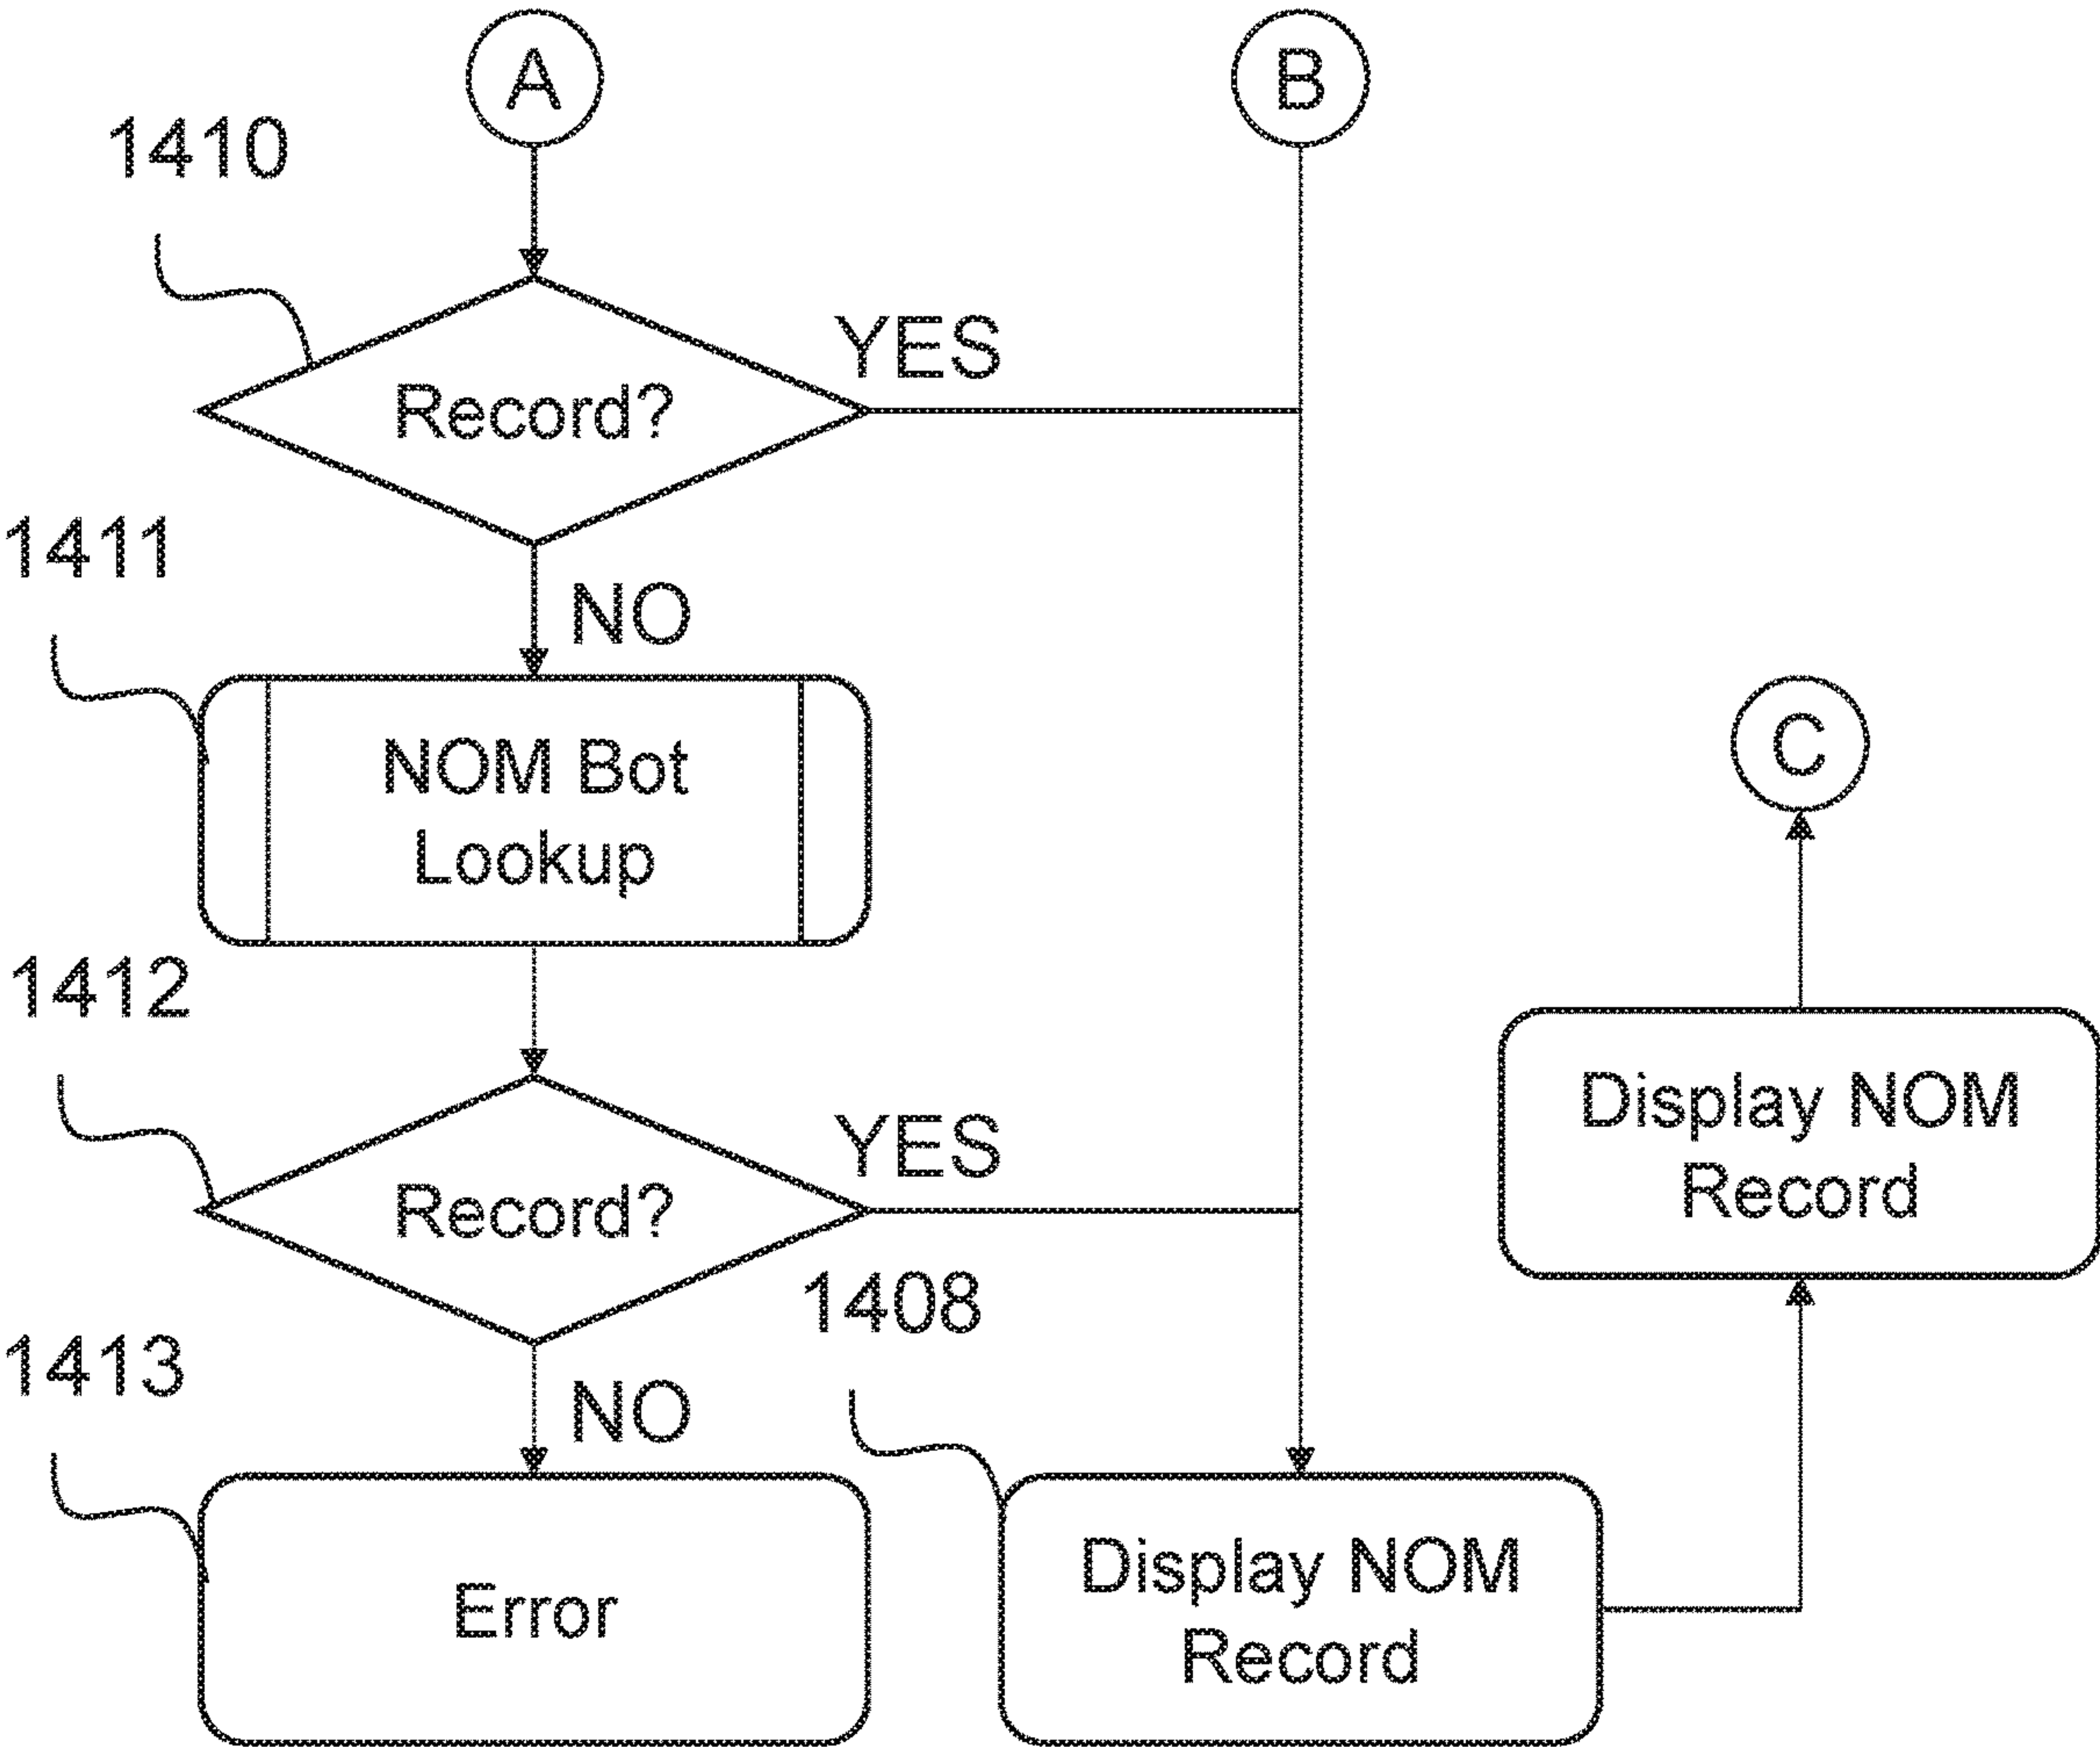 A
B
1410
YES
Record?
1411
NO
NOM Bot
Lookup
C
1412
Display NOM
Record
YES
Record?
1408
1413
NO
Error
Display NOM
Record